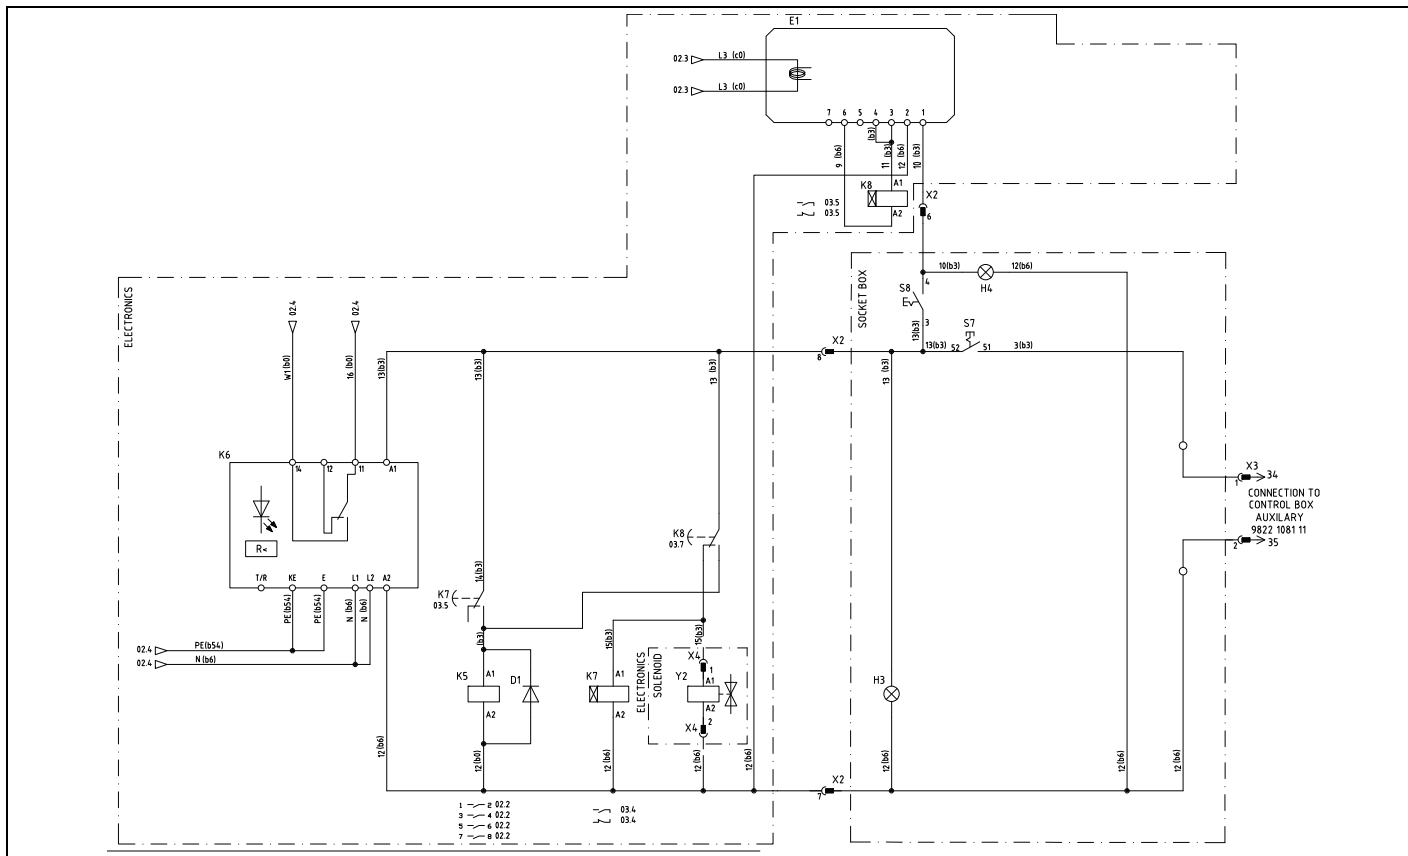 E1
02.3 L3 (c0)
02.3 L3 (c0)
7 6 5 4 3 2 1
(b3)
9 (b6)
11 (b3)
12 (b6)
10 (b3)
K8 A1
A2
03.5
03.5
X2
6
ELECTRONICS
SOCKET BOX
10(b3)
12(b6)
4
H4
S8
3
13(b3)
S7
13(b3) 52 51 3(b3)
02.4
02.4
W1(b0)
16 (b0)
13(b3)
13(b3)
13 (b3)
X2
8
13 (b3)
K6
14 12 11 A1
R<
T/R KE E L1 L2 A2
PE(b54)
PE(b54)
N (b6)
N (b6)
02.4 PE(b54)
02.4 N (b6)
K8
03.7
14(b3)
K7
03.5
(b3)
15(b3)
15(b3)
X3
1 34
CONNECTION TO
CONTROL BOX
AUXILARY
9822 1081 11
2 35
ELECTRONICS
SOLENOID
X4
1
K5 A1
A2
D1
K7 A1
A2
Y2 A1
A2
X4 2
H3
12(b6)
12(b0)
12(b6)
12(b6)
12(b6)
12(b6)
12(b6)
12(b6)
X2
7
1 2 02.2
3 4 02.2
5 6 02.2
7 8 02.2
03.4
03.4